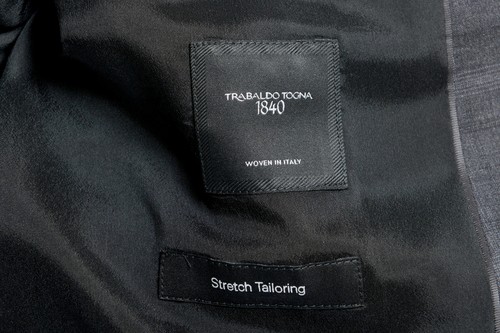 TRABALDO TOGNA
1840
WOVEN IN ITALY
Stretch Tailoring